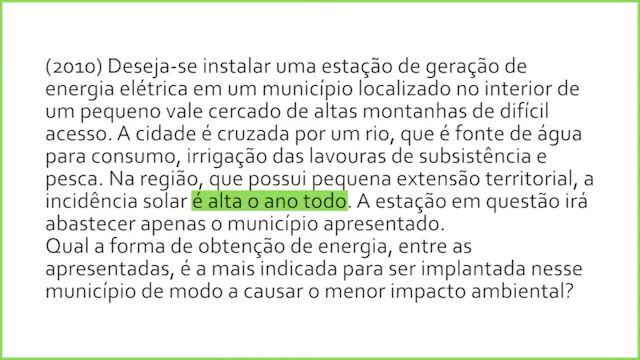 (2010) Deseja-se instalar uma estação de geração de
energia elétrica em um município localizado no interior de
um pequeno vale cercado de altas montanhas de difícil
acesso. A cidade é cruzada por um rio, que é fonte de água
para consumo, irrigação das lavouras de subsistência e
pesca. Na região, que possui pequena extensão territorial, a
incidência solar é alta o ano todo. A estação em questão irá
abastecer apenas o município apresentado.
Qual a forma de obtenção de energia, entre as
apresentadas, é a mais indicada para ser implantada nesse
município de modo a causar o menor impacto ambiental?